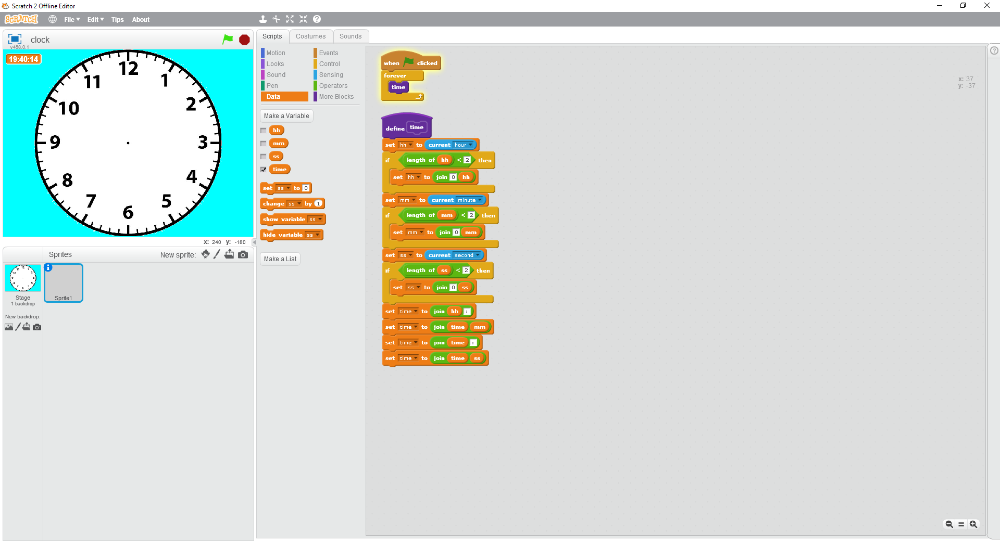 Scratch 2 Offline Editor
SCRATCH File Edit Tips About
clock
v458.0.1
19:40:14
12
1
2
3
4
5
6
7
8
9
10
11
x: 240 y: -180
Sprites New sprite:
Stage
1 backdrop
New backdrop:
Sprite1
Scripts Costumes Sounds
Motion Events
Looks Control
Sound Sensing
Pen Operators
Data More Blocks
Make a Variable
hh
mm
ss
time
set ss to 0
change ss by 1
show variable ss
hide variable ss
Make a List
when clicked
forever
time
define time
set hh to current hour
if length of hh < 2 then
set hh to join 0 hh
set mm to current minute
if length of mm < 2 then
set mm to join 0 mm
set ss to current second
if length of ss < 2 then
set ss to join 0 ss
set time to join hh :
set time to join time mm
set time to join time :
set time to join time ss
x: 37
y: -37